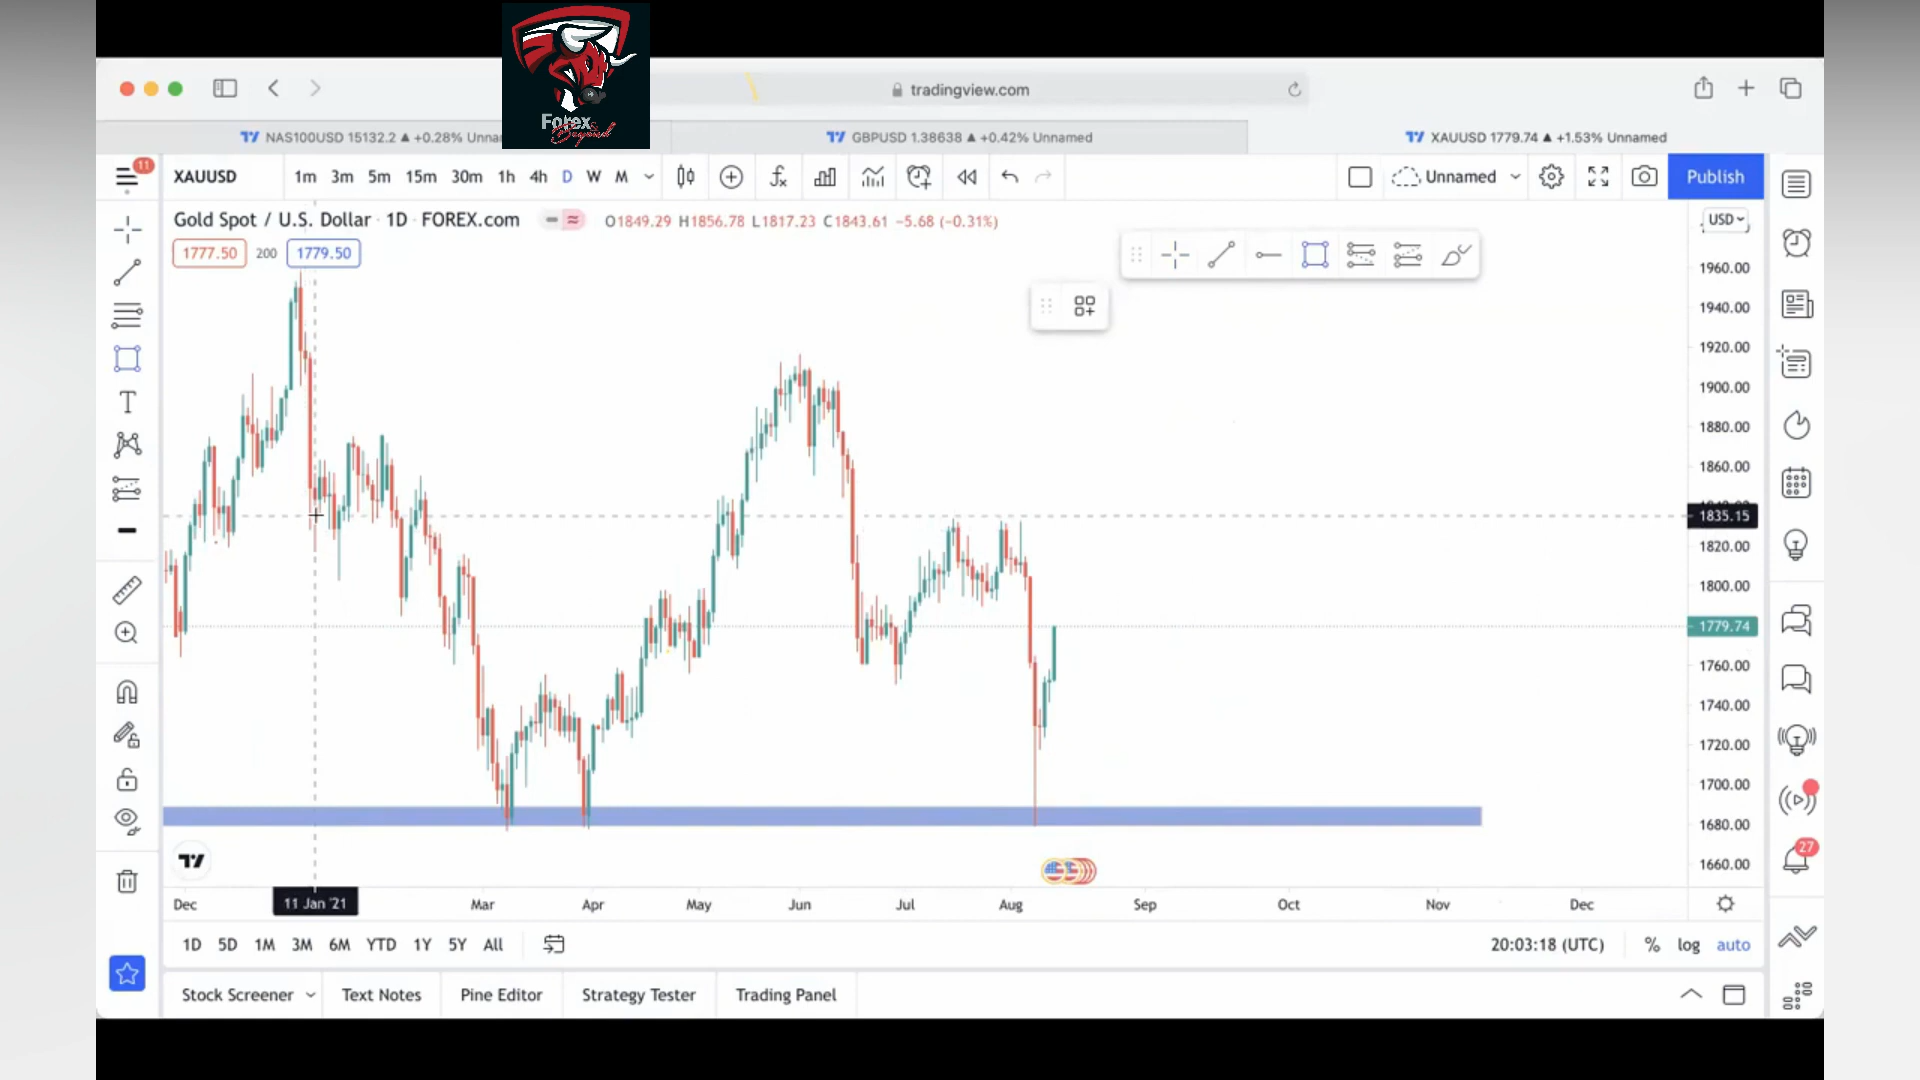 Forex &
Beyond
tradingview.com
NAS100USD 15132.2 ▲ +0.28% Unna
GBPUSD 1.38638 ▲ +0.42% Unnamed
XAUUSD 1779.74 ▲ +1.53% Unnamed
11
XAUUSD 1m 3m 5m 15m 30m 1h 4h D W M Unnamed Publish
Gold Spot / U.S. Dollar · 1D · FOREX.com O1849.29 H1856.78 L1817.23 C1843.61 −5.68 (−0.31%)
USD
1777.50 200 1779.50
1960.00
1940.00
1920.00
1900.00
1880.00
1860.00
1835.15
1820.00
1800.00
1779.74
1760.00
1740.00
1720.00
1700.00
1680.00
1660.00
27
Dec 11 Jan '21 Mar Apr May Jun Jul Aug Sep Oct Nov Dec
1D 5D 1M 3M 6M YTD 1Y 5Y All 20:03:18 (UTC) % log auto
Stock Screener Text Notes Pine Editor Strategy Tester Trading Panel